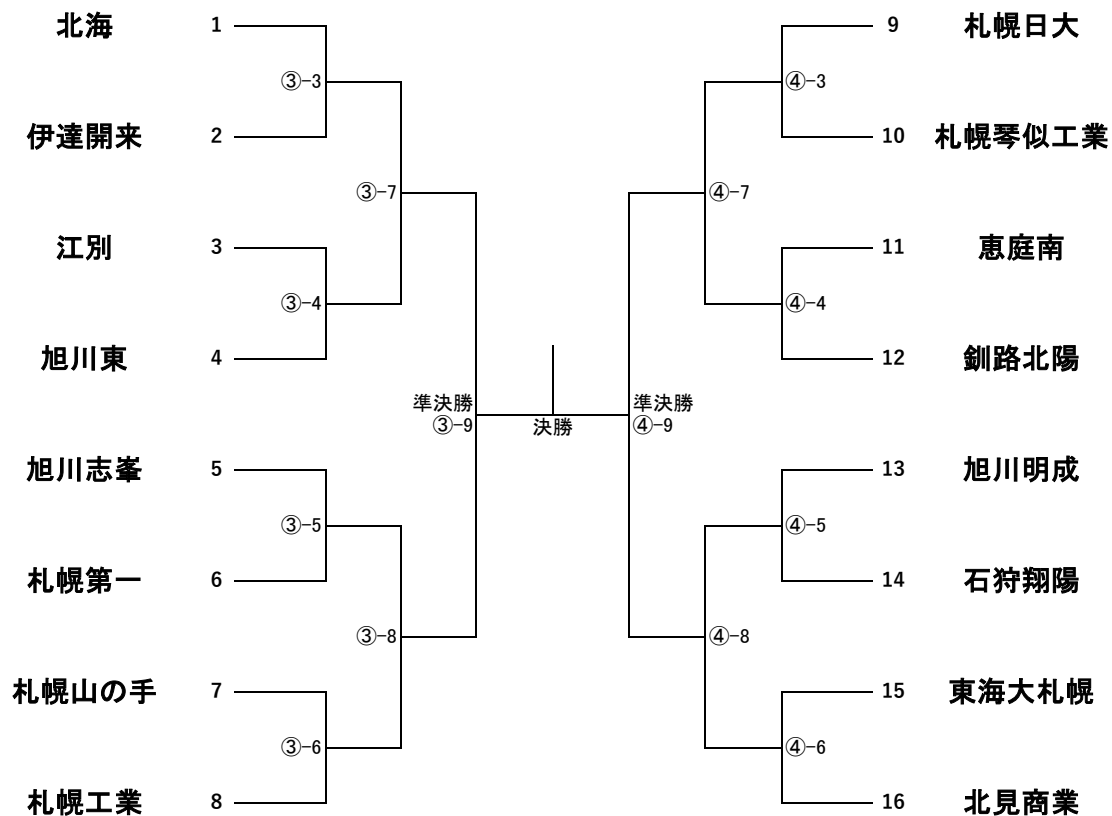 北海 1
③-3
伊達開来 2
③-7
江別 3
③-4
旭川東 4
準決勝
③-9
旭川志峯 5
③-5
札幌第一 6
③-8
札幌山の手 7
③-6
札幌工業 8
決勝
9 札幌日大
④-3
10 札幌琴似工業
④-7
11 恵庭南
④-4
12 釧路北陽
準決勝
④-9
13 旭川明成
④-5
14 石狩翔陽
④-8
15 東海大札幌
④-6
16 北見商業